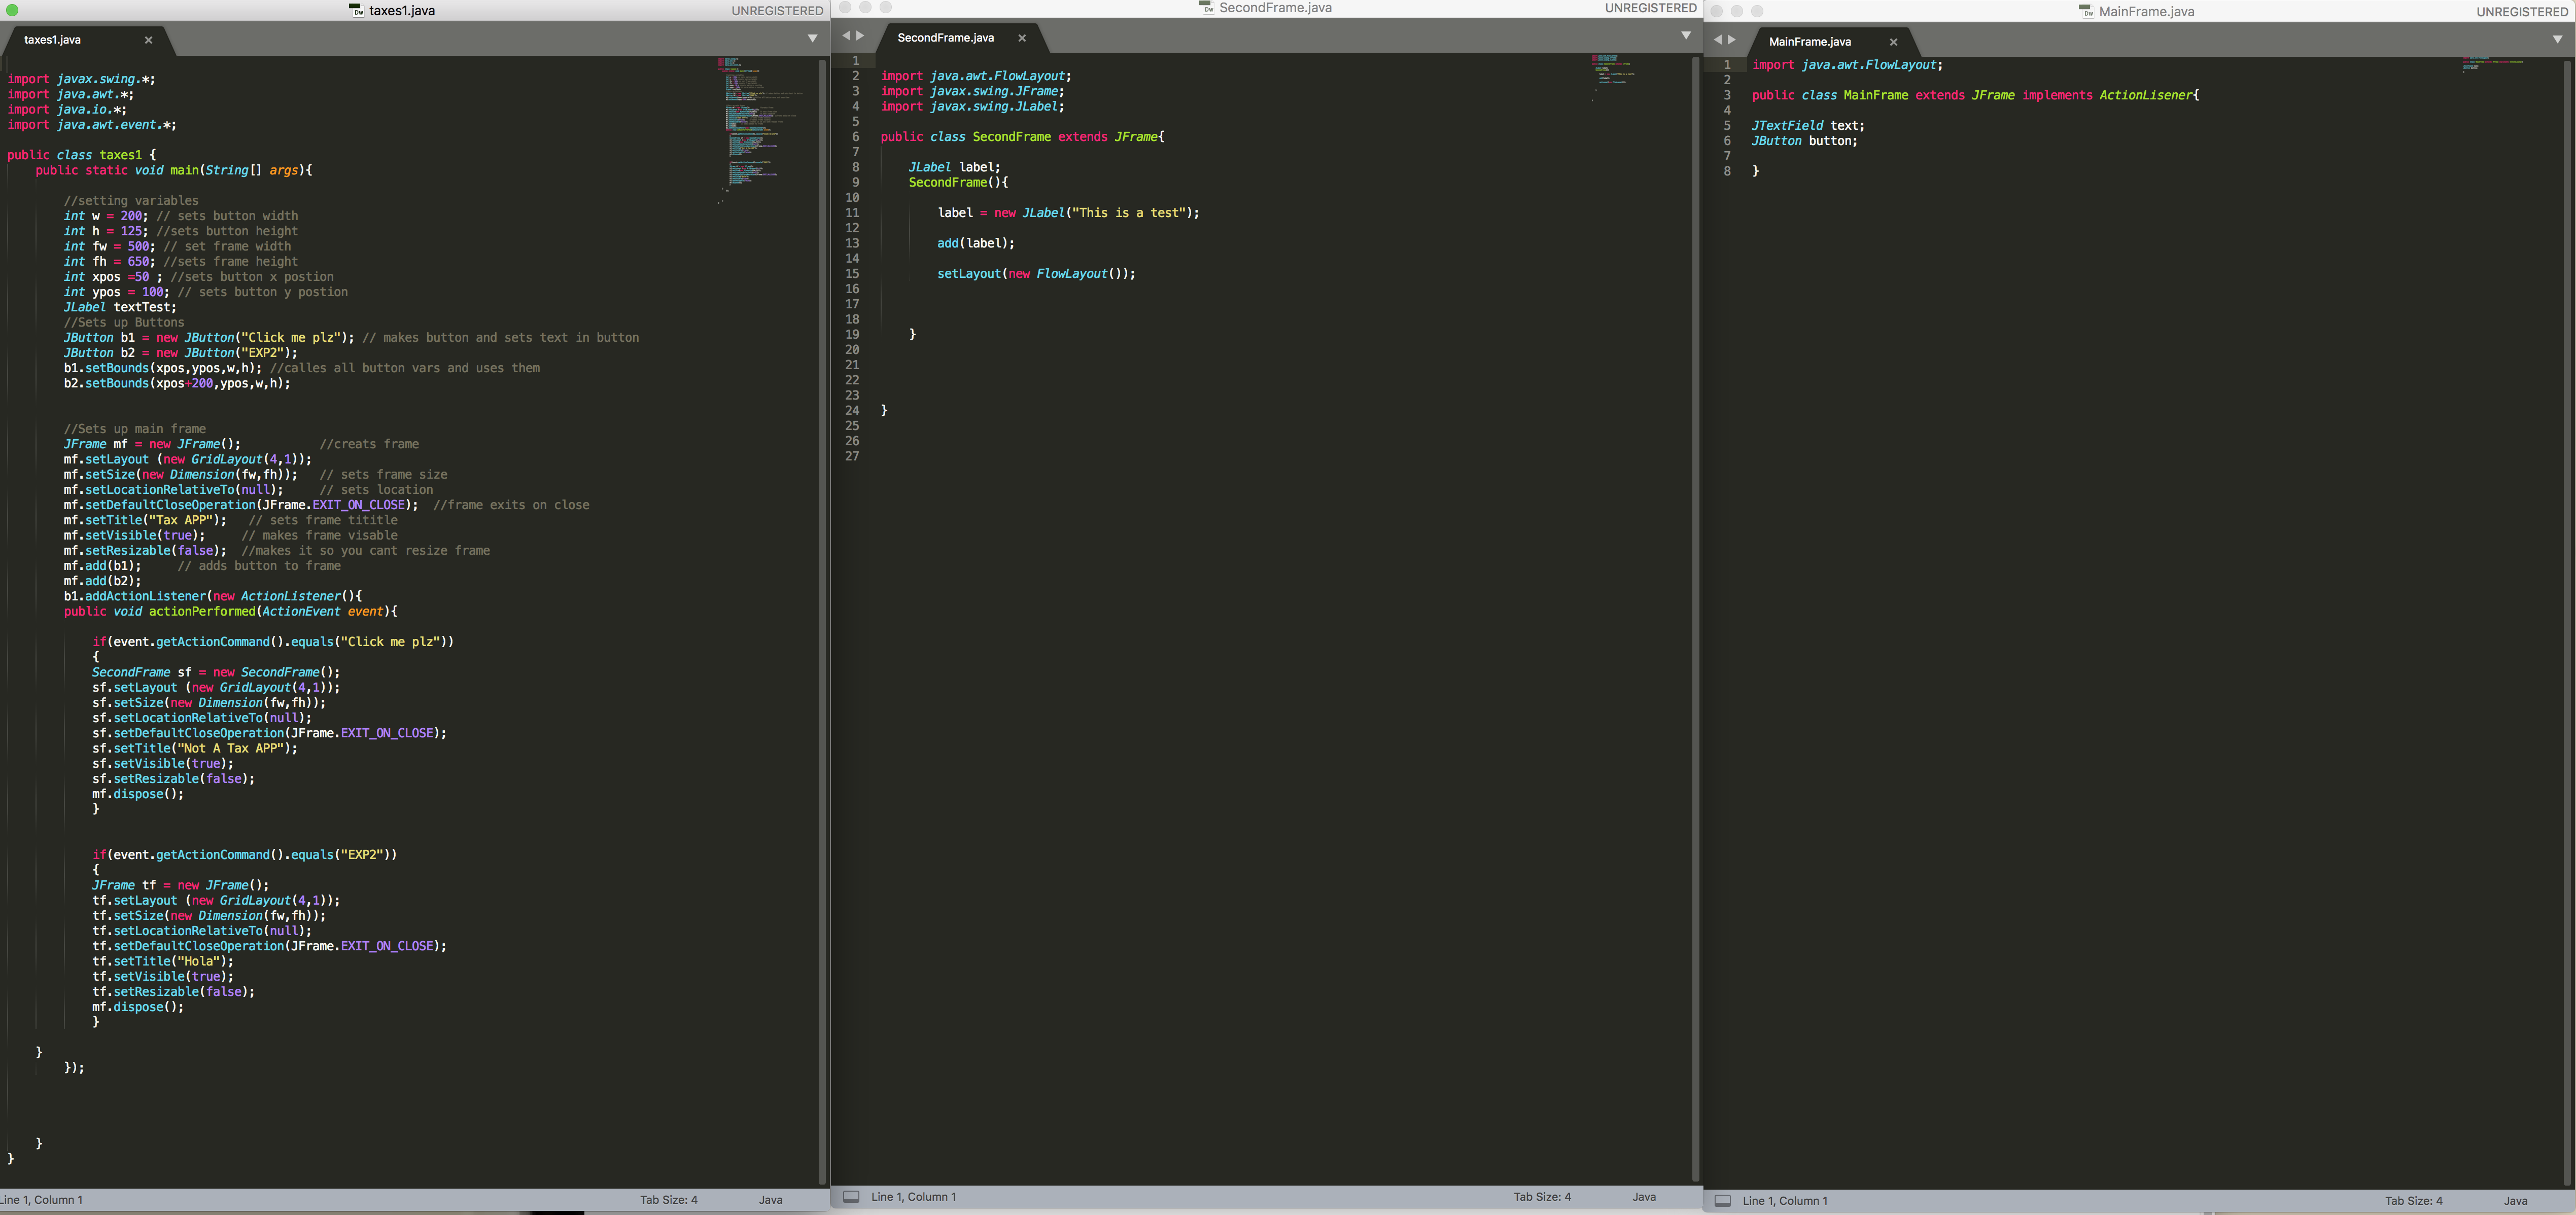 taxes1.java
UNREGISTERED
taxes1.java
import javax.swing.*;
import java.awt.*;
import java.io.*;
import java.awt.event.*;
public class taxes1 {
public static void main(String[] args){
//setting variables
int w = 200; // sets button width
int h = 125; //sets button height
int fw = 500; // set frame width
int fh = 650; //sets frame height
int xpos =50 ; //sets button x postion
int ypos = 100; // sets button y postion
JLabel textTest;
//Sets up Buttons
JButton b1 = new JButton("Click me plz"); // makes button and sets text in button
JButton b2 = new JButton("EXP2");
b1.setBounds(xpos,ypos,w,h); //calles all button vars and uses them
b2.setBounds(xpos+200,ypos,w,h);
//Sets up main frame
JFrame mf = new JFrame(); //creats frame
mf.setLayout (new GridLayout(4,1));
mf.setSize(new Dimension(fw,fh)); // sets frame size
mf.setLocationRelativeTo(null); // sets location
mf.setDefaultCloseOperation(JFrame.EXIT_ON_CLOSE); //frame exits on close
mf.setTitle("Tax APP"); // sets frame tititle
mf.setVisible(true); // makes frame visable
mf.setResizable(false); //makes it so you cant resize frame
mf.add(b1); // adds button to frame
mf.add(b2);
b1.addActionListener(new ActionListener(){
public void actionPerformed(ActionEvent event){
if(event.getActionCommand().equals("Click me plz"))
{
SecondFrame sf = new SecondFrame();
sf.setLayout (new GridLayout(4,1));
sf.setSize(new Dimension(fw,fh));
sf.setLocationRelativeTo(null);
sf.setDefaultCloseOperation(JFrame.EXIT_ON_CLOSE);
sf.setTitle("Not A Tax APP");
sf.setVisible(true);
sf.setResizable(false);
mf.dispose();
}
if(event.getActionCommand().equals("EXP2"))
{
JFrame tf = new JFrame();
tf.setLayout (new GridLayout(4,1));
tf.setSize(new Dimension(fw,fh));
tf.setLocationRelativeTo(null);
tf.setDefaultCloseOperation(JFrame.EXIT_ON_CLOSE);
tf.setTitle("Hola");
tf.setVisible(true);
tf.setResizable(false);
mf.dispose();
}
}
});
}
}
Line 1, Column 1
Tab Size: 4
Java
SecondFrame.java
UNREGISTERED
SecondFrame.java
1
2 import java.awt.FlowLayout;
3 import javax.swing.JFrame;
4 import javax.swing.JLabel;
5
6 public class SecondFrame extends JFrame{
7
8 JLabel label;
9 SecondFrame(){
10
11 label = new JLabel("This is a test");
12
13 add(label);
14
15 setLayout(new FlowLayout());
16
17
18
19 }
20
21
22
23
24 }
25
26
27
Line 1, Column 1
Tab Size: 4
Java
MainFrame.java
UNREGISTERED
MainFrame.java
1 import java.awt.FlowLayout;
2
3 public class MainFrame extends JFrame implements ActionLisener{
4
5 JTextField text;
6 JButton button;
7
8 }
Line 1, Column 1
Tab Size: 4
Java